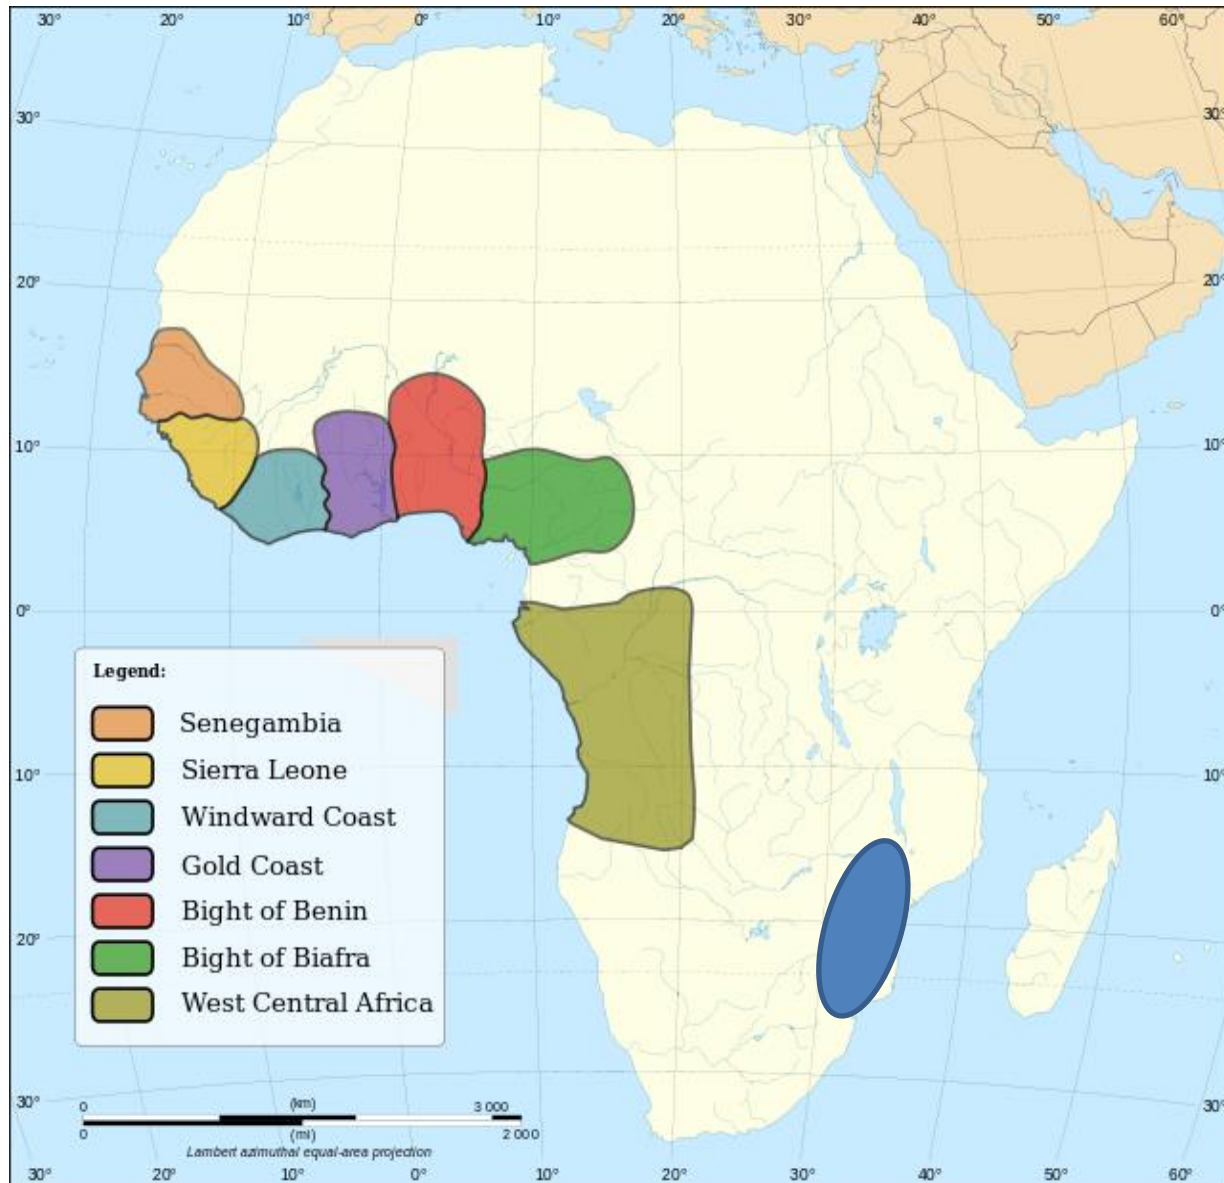 30° 20° 10° 0° 10° 20° 30° 40° 50° 60°
30° 30°
20° 20°
10° 10°
0° 0°
Legend:
Senegambia
Sierra Leone
Windward Coast
Gold Coast
Bight of Benin
Bight of Biafra
West Central Africa
10° 10°
20° 20°
30° 30°
0 (km) 3 000
0 (mi) 2 000
Lambert azimuthal equal-area projection
30° 20° 10° 0° 10° 20° 30° 40° 50° 60°